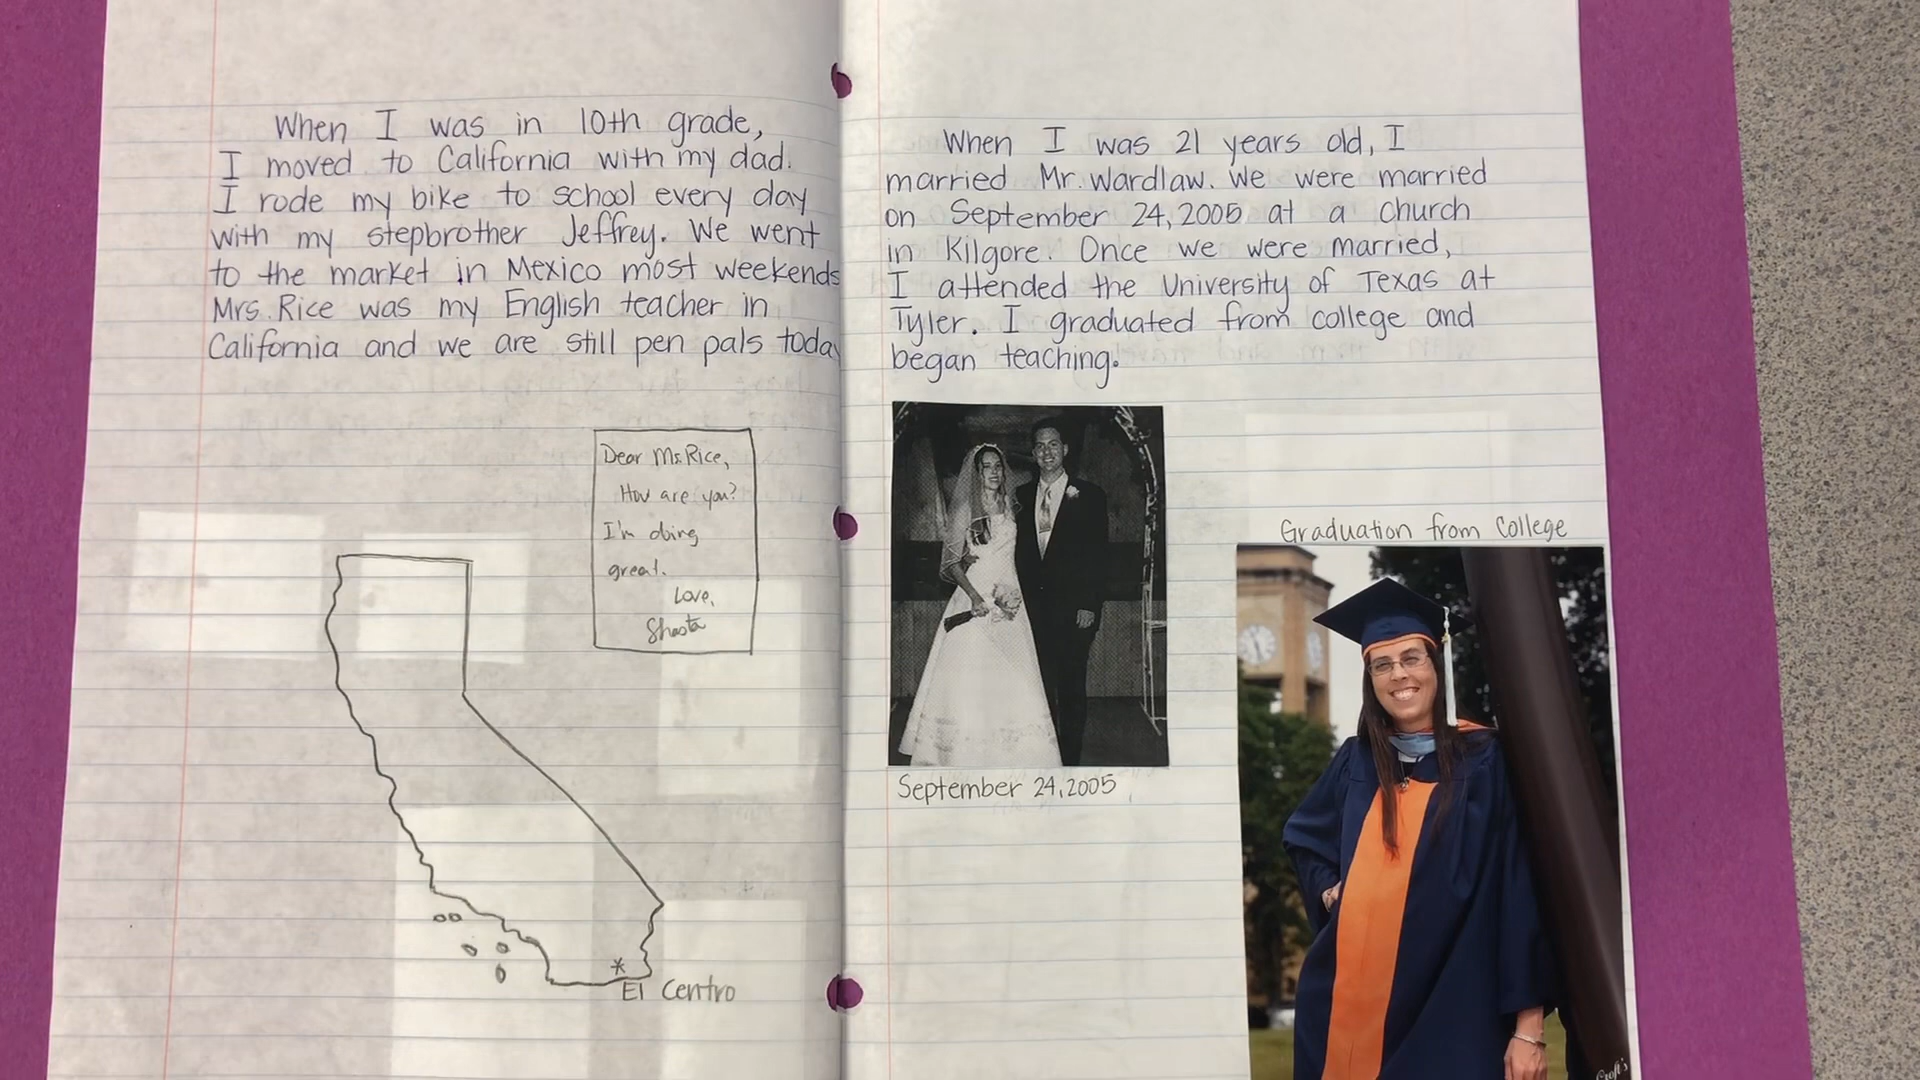 When I was in 10th grade,
I moved to California with my dad.
I rode my bike to school every day
with my stepbrother Jeffrey. We went
to the market in Mexico most weekends
Mrs. Rice was my English teacher in
California and we are still pen pals today
Dear Ms. Rice,
How are you?
I'm doing
great.
Love,
Shasta
El Centro
When I was 21 years old, I
married Mr. Wardlaw. We were married
on September 24, 2005 at a church
in Kilgore. Once we were married,
I attended the University of Texas at
Tyler. I graduated from college and
began teaching.
September 24, 2005
Graduation from College